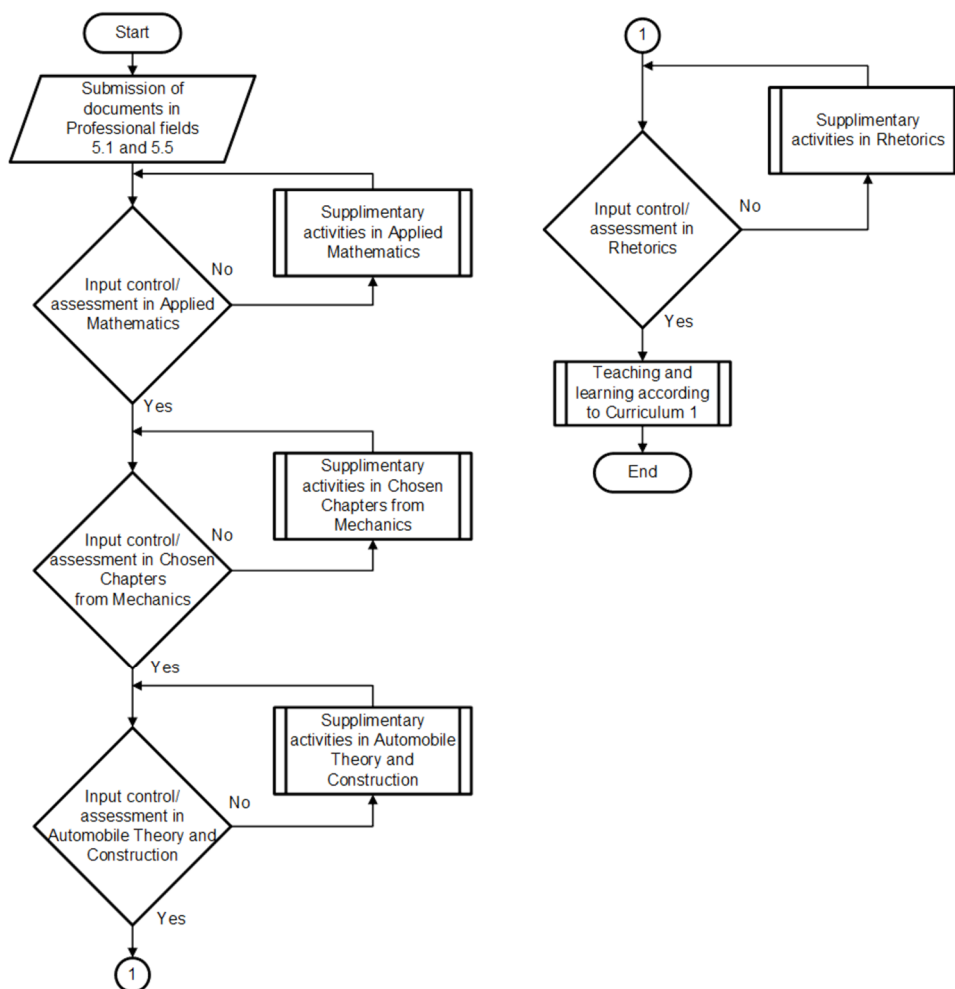 Start
Submission of
documents in
Professional fields
5.1 and 5.5
Supplimentary
activities in Applied
Mathematics
No
Input control/
assessment in Applied
Mathematics
Yes
Supplimentary
activities in Chosen
Chapters from
Mechanics
No
Input control/
assessment in Chosen
Chapters
from Mechanics
Yes
Supplimentary
activities in Automobile
Theory and
Construction
No
Input control/
assessment in
Automobile Theory and
Construction
Yes
1
1
Supplimentary
activities in Rhetorics
No
Input control/
assessment in
Rhetorics
Yes
Teaching and
learning according
to Curriculum 1
End